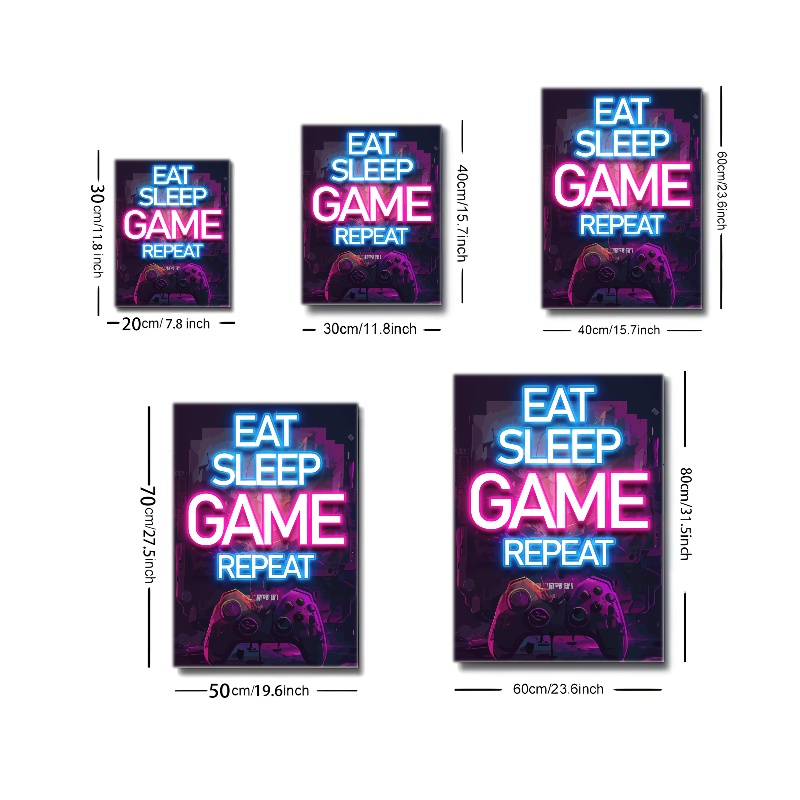 EAT
SLEEP
GAME
REPEAT
30cm/11.8 inch
20cm/ 7.8 inch
EAT
SLEEP
GAME
REPEAT
40cm/15.7inch
30cm/11.8inch
EAT
SLEEP
GAME
REPEAT
60cm/23.6inch
40cm/15.7inch
EAT
SLEEP
GAME
REPEAT
70cm/27.5inch
50cm/19.6inch
EAT
SLEEP
GAME
REPEAT
80cm/31.5inch
60cm/23.6inch